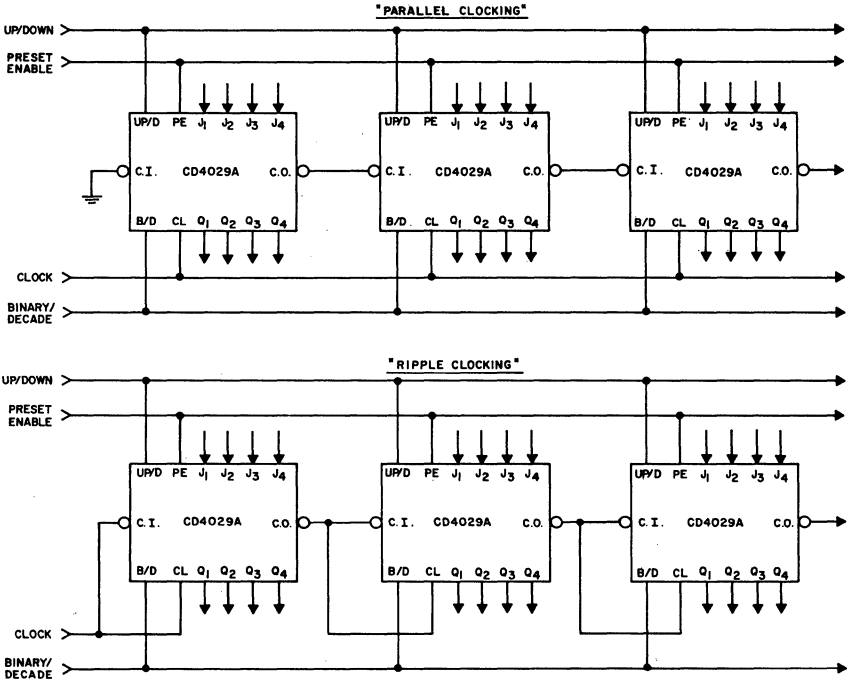 "PARALLEL CLOCKING"
UP/DOWN
PRESET
ENABLE
UP/D PE J1 J2 J3 J4
UP/D PE J1 J2 J3 J4
UP/D PE J1 J2 J3 J4
C.I. CD4029A C.O.
C.I. CD4029A C.O.
C.I. CD4029A C.O.
B/D CL Q1 Q2 Q3 Q4
B/D CL Q1 Q2 Q3 Q4
B/D CL Q1 Q2 Q3 Q4
CLOCK
BINARY/
DECADE
"RIPPLE CLOCKING"
UP/DOWN
PRESET
ENABLE
UP/D PE J1 J2 J3 J4
UP/D PE J1 J2 J3 J4
UP/D PE J1 J2 J3 J4
C.I. CD4029A C.O.
C.I. CD4029A C.O.
C.I. CD4029A C.O.
B/D CL Q1 Q2 Q3 Q4
B/D CL Q1 Q2 Q3 Q4
B/D CL Q1 Q2 Q3 Q4
CLOCK
BINARY/
DECADE